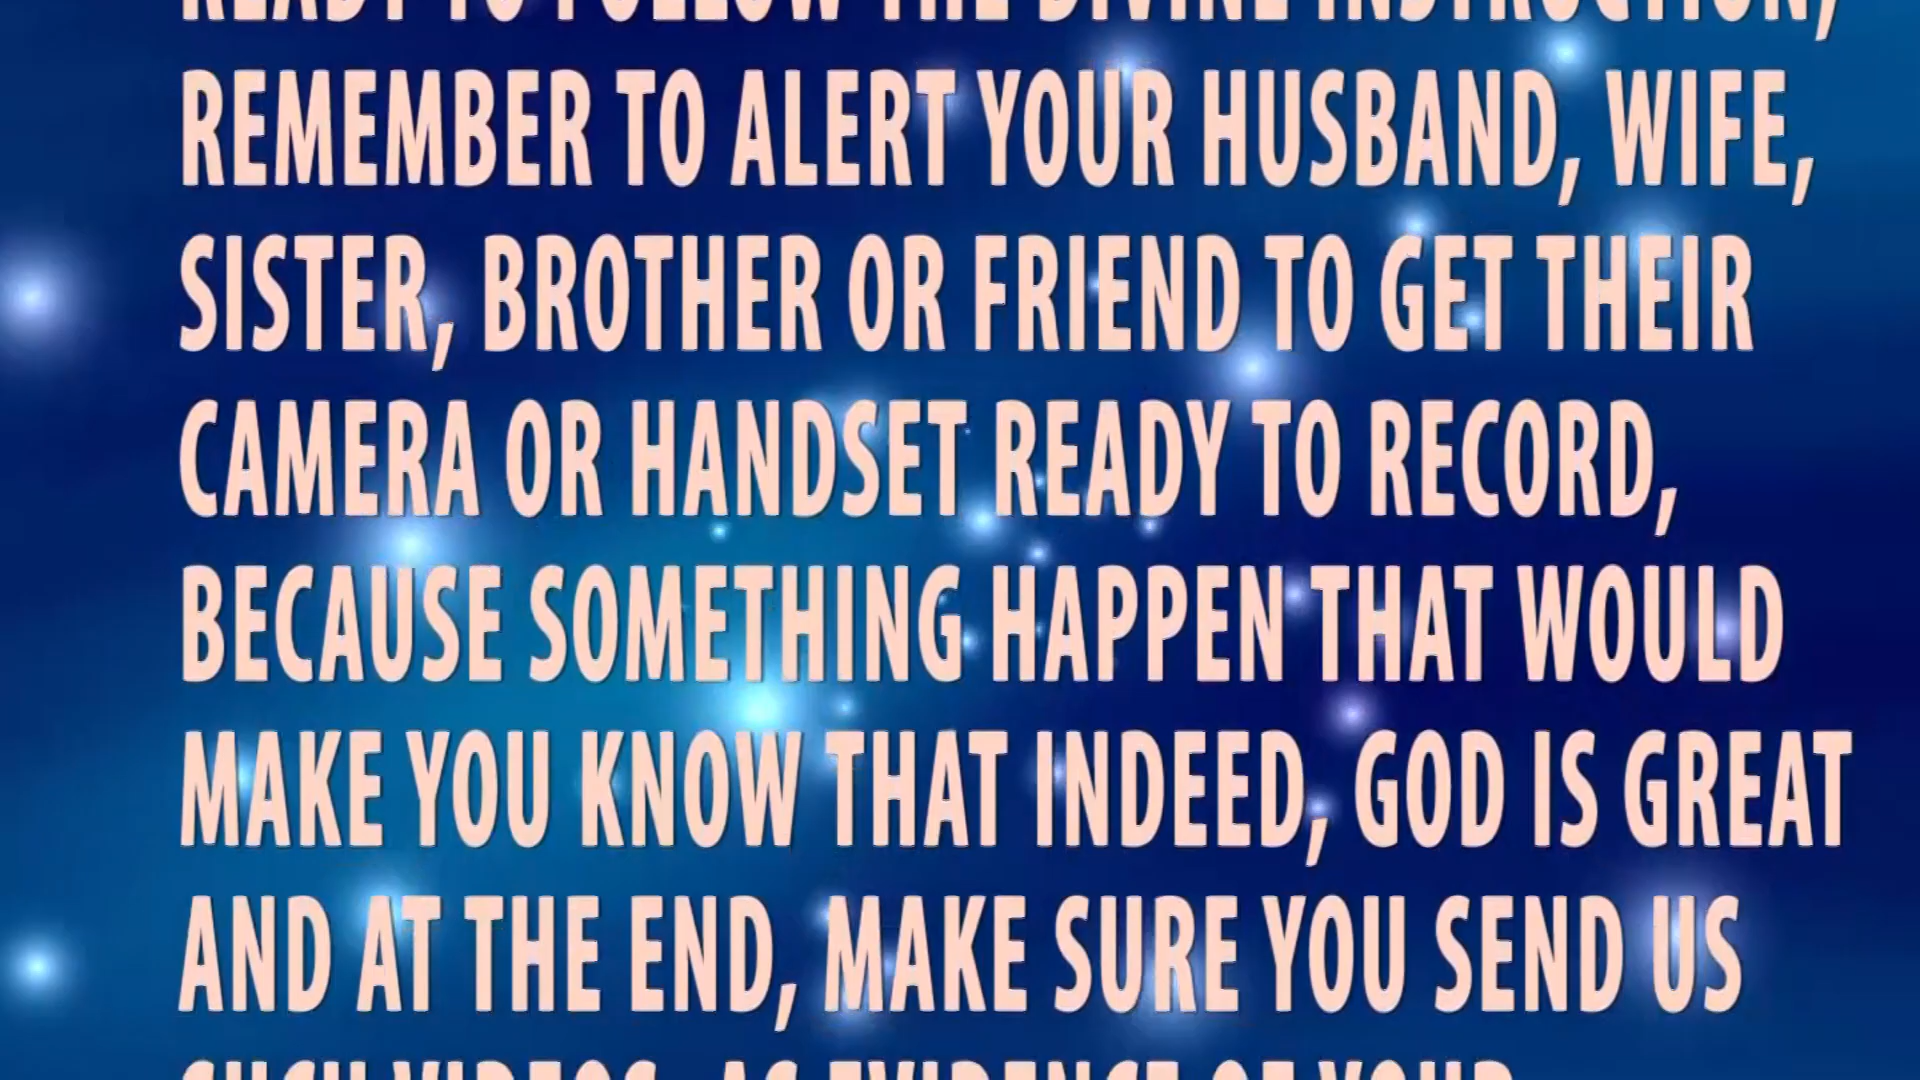 READY TO FOLLOW THE DIVINE INSTRUCTION,
REMEMBER TO ALERT YOUR HUSBAND, WIFE,
SISTER, BROTHER OR FRIEND TO GET THEIR
CAMERA OR HANDSET READY TO RECORD,
BECAUSE SOMETHING HAPPEN THAT WOULD
MAKE YOU KNOW THAT INDEED, GOD IS GREAT
AND AT THE END, MAKE SURE YOU SEND US
SUCH VIDEOS, AS EVIDENCE OF YOUR